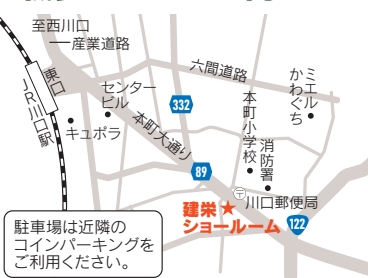 至西川口
産業道路
六間道路
東口
JR川口駅
センター
ビル
332
ミエル
かわぐち
キュポラ
本町大通り
本町小学校
消防署
89
〒
川口郵便局
建栄★
ショールーム
122
駐車場は近隣の
コインパーキングを
ご利用ください。